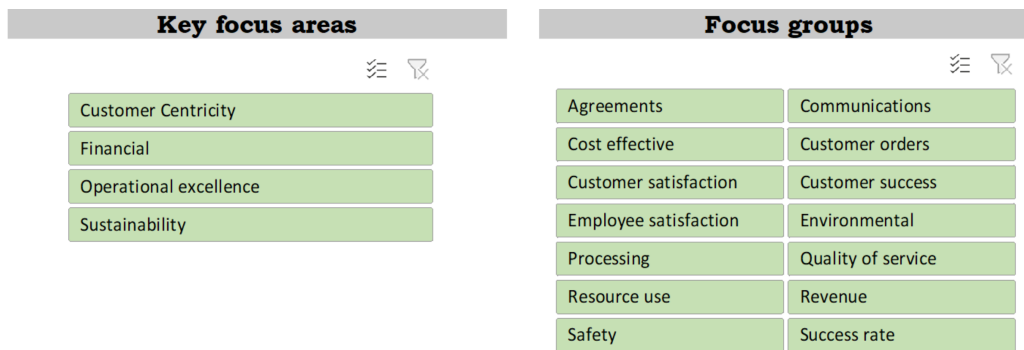 Key focus areas
Customer Centricity
Financial
Operational excellence
Sustainability
Focus groups
Agreements
Communications
Cost effective
Customer orders
Customer satisfaction
Customer success
Employee satisfaction
Environmental
Processing
Quality of service
Resource use
Revenue
Safety
Success rate